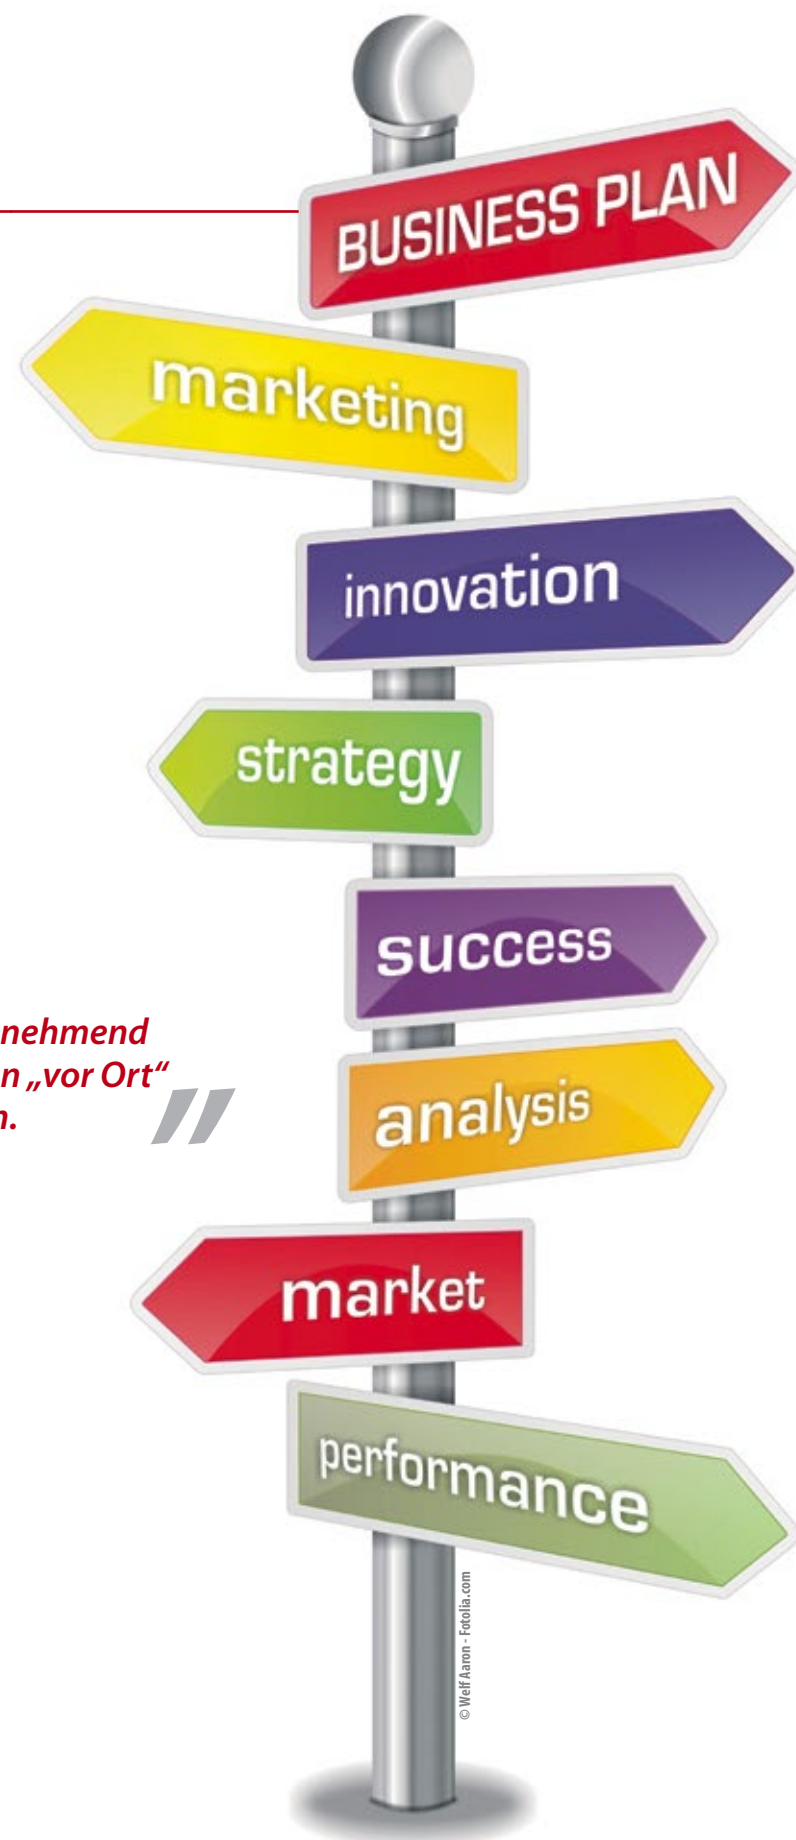 BUSINESS PLAN
marketing
innovation
strategy
success
nehmend
n „vor Ort“
n.
”
analysis
market
performance
© Welf Aaron - Fotolia.com